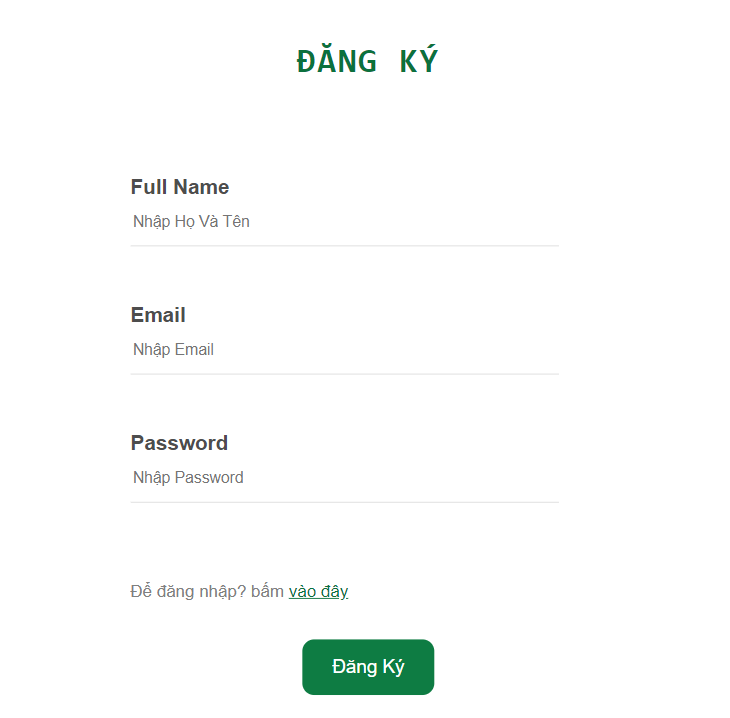 ĐĂNG KÝ
Full Name
Nhập Họ Và Tên
Email
Nhập Email
Password
Nhập Password
Để đăng nhập? bấm vào đây
Đăng Ký